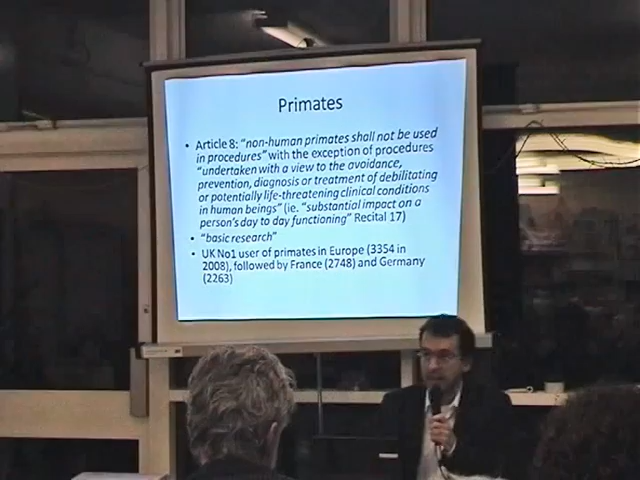 Primates
• Article 8: "non-human primates shall not be used
in procedures" with the exception of procedures
"undertaken with a view to the avoidance,
prevention, diagnosis or treatment of debilitating
or potentially life-threatening clinical conditions
in human beings" (ie. "substantial impact on a
person's day to day functioning" Recital 17)
• "basic research"
• UK No1 user of primates in Europe (3354 in
2008), followed by France (2748) and Germany
(2263)